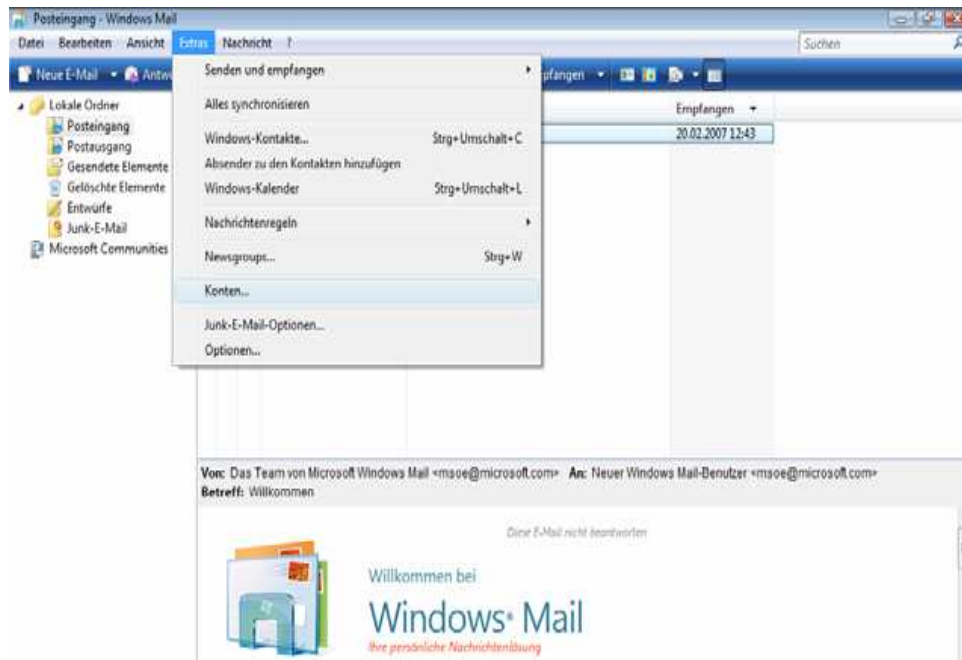 Posteingang - Windows Mail
Datei Bearbeiten Ansicht Extras Nachricht ?
Suchen
Neue E-Mail
Lokale Ordner
Posteingang
Postausgang
Gesendete Elemente
Gelöschte Elemente
Entwürfe
Junk-E-Mail
Microsoft Communities
Senden und empfangen
Alles synchronisieren
Windows-Kontakte... Strg+Umschalt+C
Absender zu den Kontakten hinzufügen
Windows-Kalender Strg+Umschalt+L
Nachrichtenregeln
Newsgroups... Strg+W
Konten...
Junk-E-Mail-Optionen...
Optionen...
Empfangen
20.02.2007 12:43
Von: Das Team von Microsoft Windows Mail <msoe@microsoft.com> An: Neuer Windows Mail-Benutzer <msoe@microsoft.com>
Betreff: Willkommen
Diese E-Mail nicht beantworten
Willkommen bei
Windows® Mail
Ihre persönliche Nachrichtenlösung